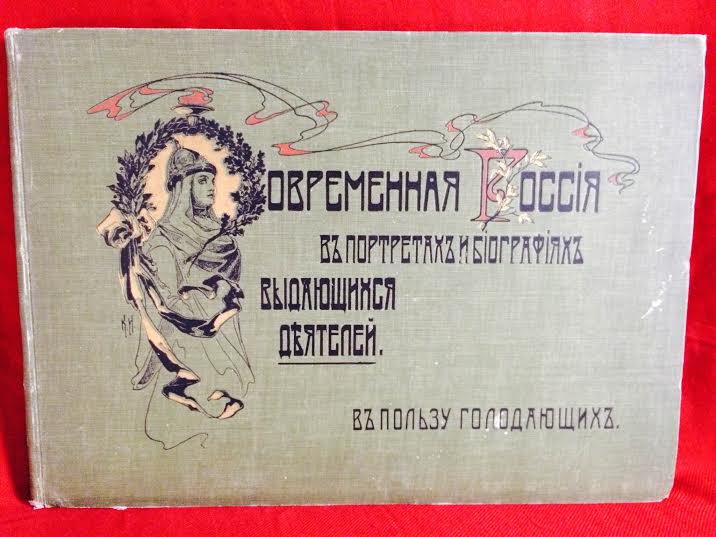 Современная Россія
въ портретахъ и біографіяхъ
выдающихся
дѣятелей.
въ пользу голодающихъ.